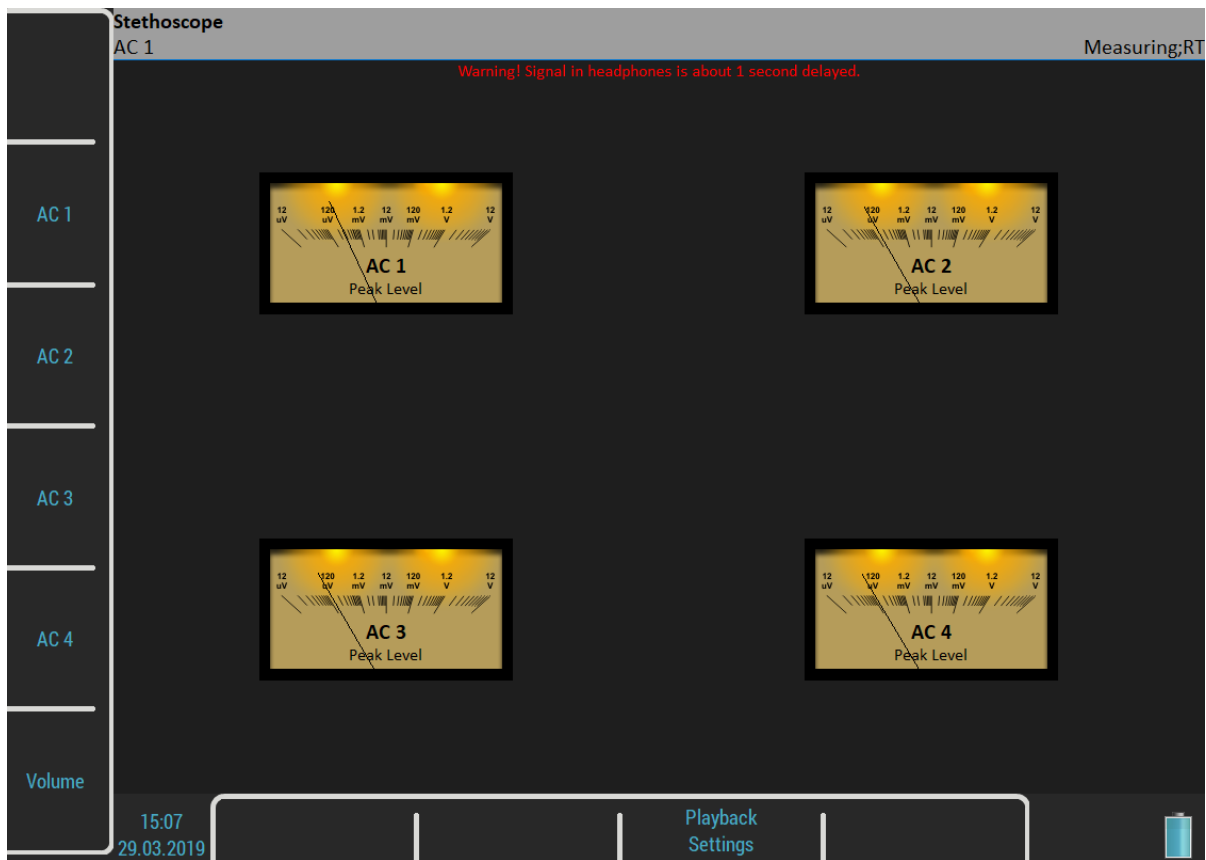 Stethoscope
AC 1
Measuring;RT
Warning! Signal in headphones is about 1 second delayed.
AC 1
AC 2
AC 3
AC 4
Volume
12 120 1.2 12 120 1.2 12
uV uV mV mV mV V V
AC 1
Peak Level
12 120 1.2 12 120 1.2 12
uV uV mV mV mV V V
AC 2
Peak Level
12 120 1.2 12 120 1.2 12
uV uV mV mV mV V V
AC 3
Peak Level
12 120 1.2 12 120 1.2 12
uV uV mV mV mV V V
AC 4
Peak Level
15:07
29.03.2019
Playback
Settings